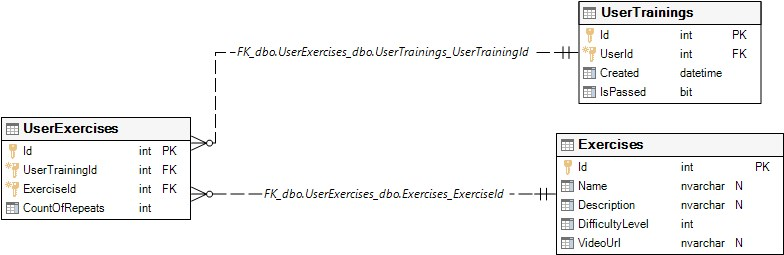 UserTrainings
Id int PK
UserId int FK
Created datetime
IsPassed bit
FK_dbo.UserExercises_dbo.UserTrainings_UserTrainingId
UserExercises
Id int PK
UserTrainingId int FK
ExerciseId int FK
CountOfRepeats int
Exercises
Id int PK
Name nvarchar N
Description nvarchar N
DifficultyLevel int
VideoUrl nvarchar N
FK_dbo.UserExercises_dbo.Exercises_ExerciseId